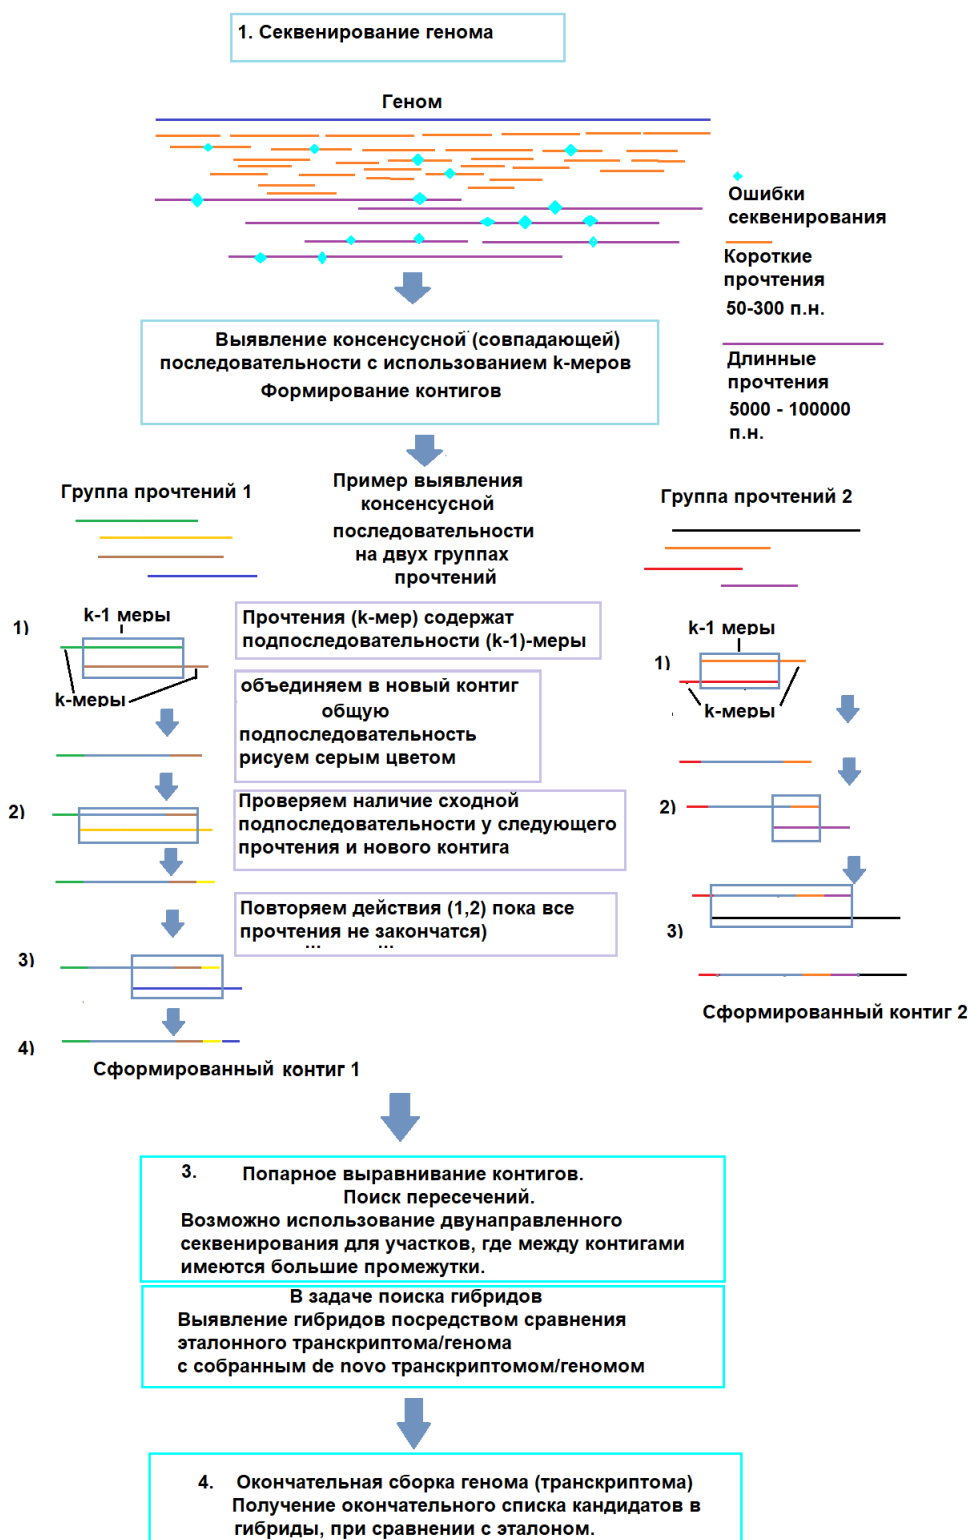 1. Секвенирование генома
Геном
Ошибки
секвенирования
Короткие
прочтения
50-300 п.н.
Длинные
прочтения
5000 - 100000
п.н.
Выявление консенсусной (совпадающей)
последовательности с использованием k-меров
Формирование контигов
Группа прочтений 1
Пример выявления
консенсусной
последовательности
на двух группах
прочтений
Группа прочтений 2
1)
k-1 меры
k-меры
Прочтения (k-мер) содержат
подпоследовательности (k-1)-меры
k-1 меры
1)
k-меры
объединяем в новый контиг
общую
подпоследовательность
рисуем серым цветом
2)
Проверяем наличие сходной
подпоследовательности у следующего
прочтения и нового контига
2)
Повторяем действия (1,2) пока все
прочтения не закончатся)
... ...
3)
3)
4)
Сформированный контиг 1
Сформированный контиг 2
3. Попарное выравнивание контигов.
Поиск пересечений.
Возможно использование двунаправленного
секвенирования для участков, где между контигами
имеются большие промежутки.
В задаче поиска гибридов
Выявление гибридов посредством сравнения
эталонного транскриптома/генома
с собранным de novo транскриптомом/геномом
4. Окончательная сборка генома (транскриптома)
Получение окончательного списка кандидатов в
гибриды, при сравнении с эталоном.